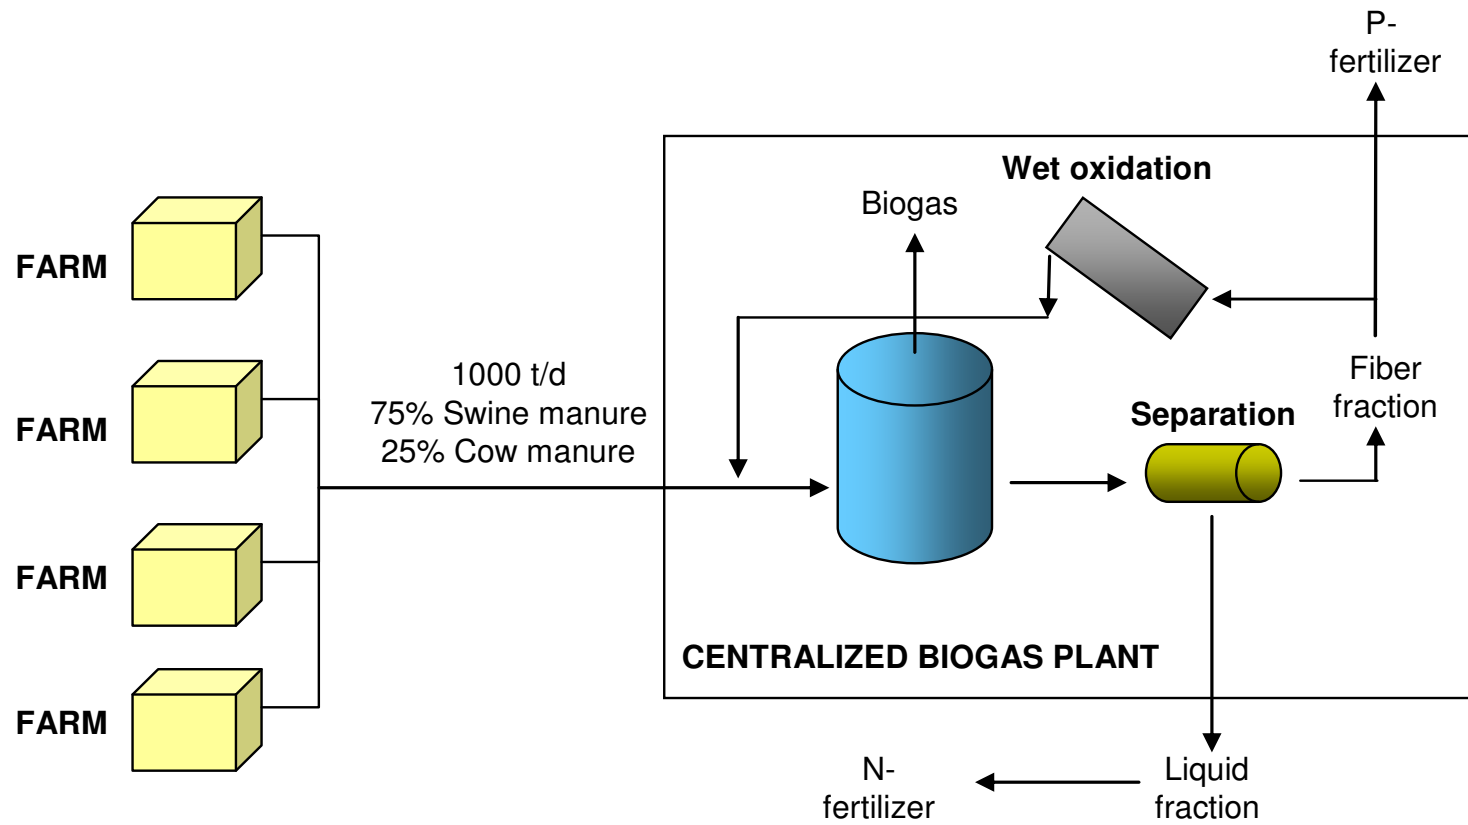 P-
fertilizer
Wet oxidation
Biogas
FARM
1000 t/d
75% Swine manure
25% Cow manure
Fiber
fraction
Separation
FARM
FARM
CENTRALIZED BIOGAS PLANT
FARM
N-
fertilizer
Liquid
fraction